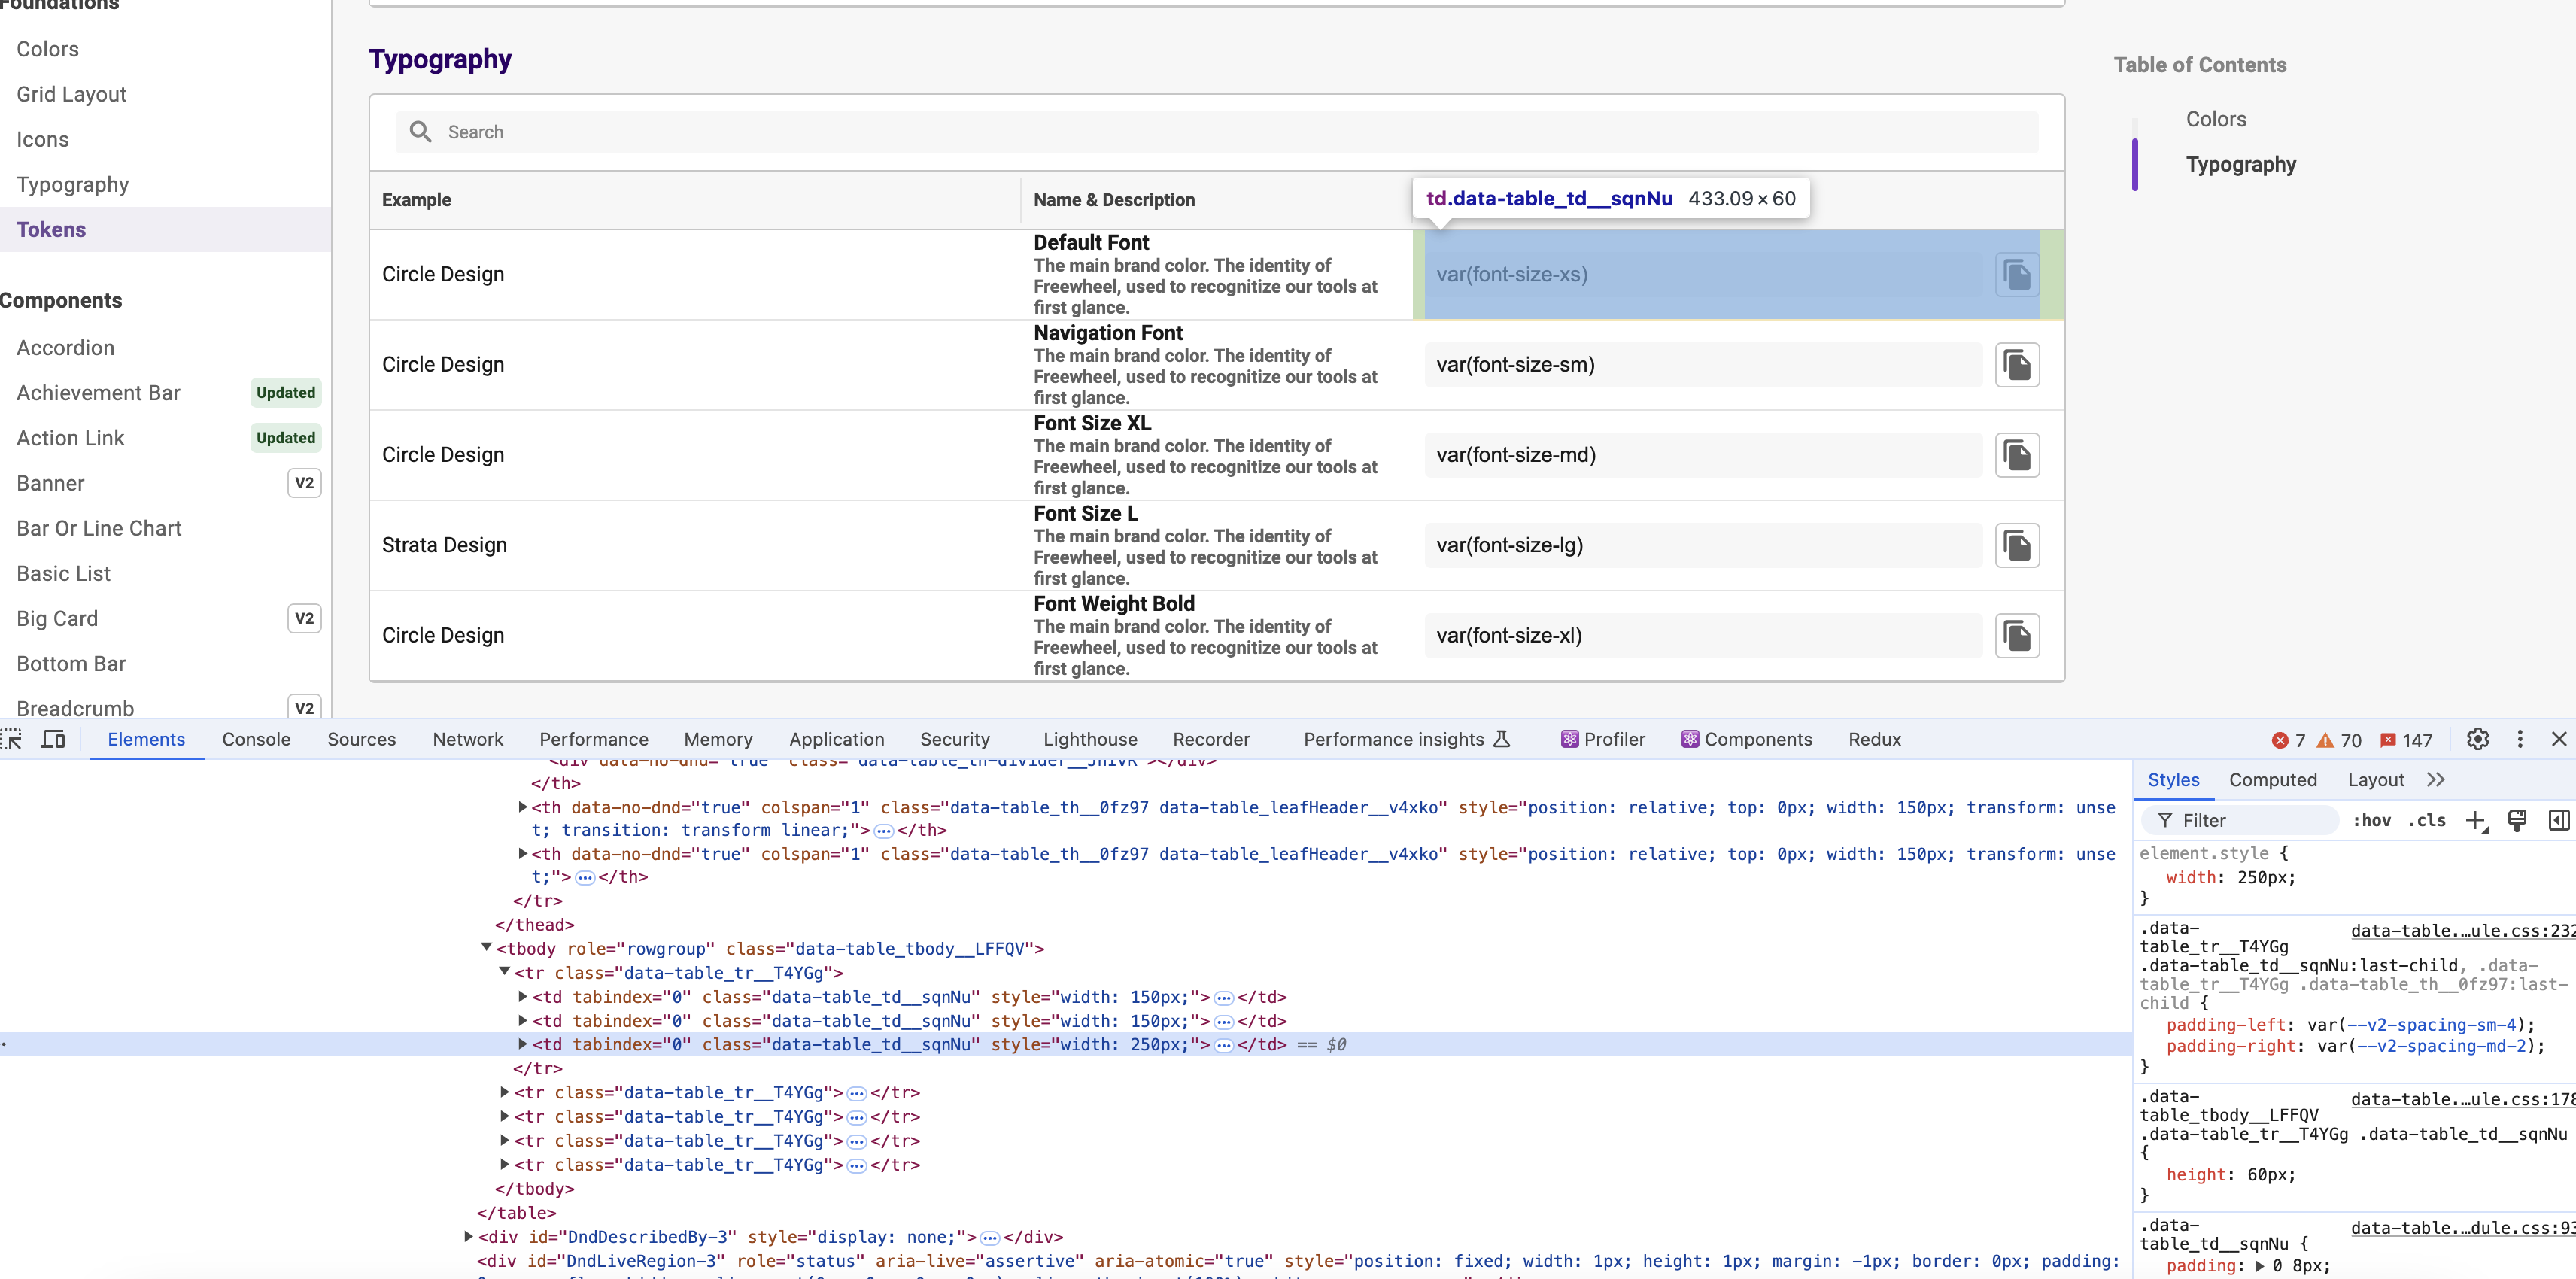 Foundations
Colors
Grid Layout
Icons
Typography
Tokens
Components
Accordion
Achievement Bar Updated
Action Link Updated
Banner V2
Bar Or Line Chart
Basic List
Big Card V2
Bottom Bar
Breadcrumb V2
Typography
Search
Example Name & Description
td.data-table_td__sqnNu 433.09 × 60
Circle Design
Default Font
The main brand color. The identity of
Freewheel, used to recognitize our tools at
first glance.
var(font-size-xs)
Circle Design
Navigation Font
The main brand color. The identity of
Freewheel, used to recognitize our tools at
first glance.
var(font-size-sm)
Circle Design
Font Size XL
The main brand color. The identity of
Freewheel, used to recognitize our tools at
first glance.
var(font-size-md)
Strata Design
Font Size L
The main brand color. The identity of
Freewheel, used to recognitize our tools at
first glance.
var(font-size-lg)
Circle Design
Font Weight Bold
The main brand color. The identity of
Freewheel, used to recognitize our tools at
first glance.
var(font-size-xl)
Table of Contents
Colors
Typography
Elements Console Sources Network Performance Memory Application Security Lighthouse Recorder Performance insights Profiler Components Redux 7 70 147
<div data-no-dnd="true" class="data-table_th-divider__JhIVR"></div>
</th>
<th data-no-dnd="true" colspan="1" class="data-table_th__0fz97 data-table_leafHeader__v4xko" style="position: relative; top: 0px; width: 150px; transform: unse
t; transition: transform linear;">…</th>
<th data-no-dnd="true" colspan="1" class="data-table_th__0fz97 data-table_leafHeader__v4xko" style="position: relative; top: 0px; width: 150px; transform: unse
t;">…</th>
</tr>
</thead>
<tbody role="rowgroup" class="data-table_tbody__LFFQV">
<tr class="data-table_tr__T4YGg">
<td tabindex="0" class="data-table_td__sqnNu" style="width: 150px;">…</td>
<td tabindex="0" class="data-table_td__sqnNu" style="width: 150px;">…</td>
<td tabindex="0" class="data-table_td__sqnNu" style="width: 250px;">…</td> == $0
</tr>
<tr class="data-table_tr__T4YGg">…</tr>
<tr class="data-table_tr__T4YGg">…</tr>
<tr class="data-table_tr__T4YGg">…</tr>
<tr class="data-table_tr__T4YGg">…</tr>
</tbody>
</table>
<div id="DndDescribedBy-3" style="display: none;">…</div>
<div id="DndLiveRegion-3" role="status" aria-live="assertive" aria-atomic="true" style="position: fixed; width: 1px; height: 1px; margin: -1px; border: 0px; padding:
Styles Computed Layout
Filter :hov .cls
element.style {
width: 250px;
}
.data- data-table.…ule.css:232
table_tr__T4YGg
.data-table_td__sqnNu:last-child, .data-
table_tr__T4YGg .data-table_th__0fz97:last-
child {
padding-left: var(--v2-spacing-sm-4);
padding-right: var(--v2-spacing-md-2);
}
.data- data-table.…ule.css:178
table_tbody__LFFQV
.data-table_tr__T4YGg .data-table_td__sqnNu
{
height: 60px;
}
.data- data-table.…dule.css:93
table_td__sqnNu {
padding: 0 8px;